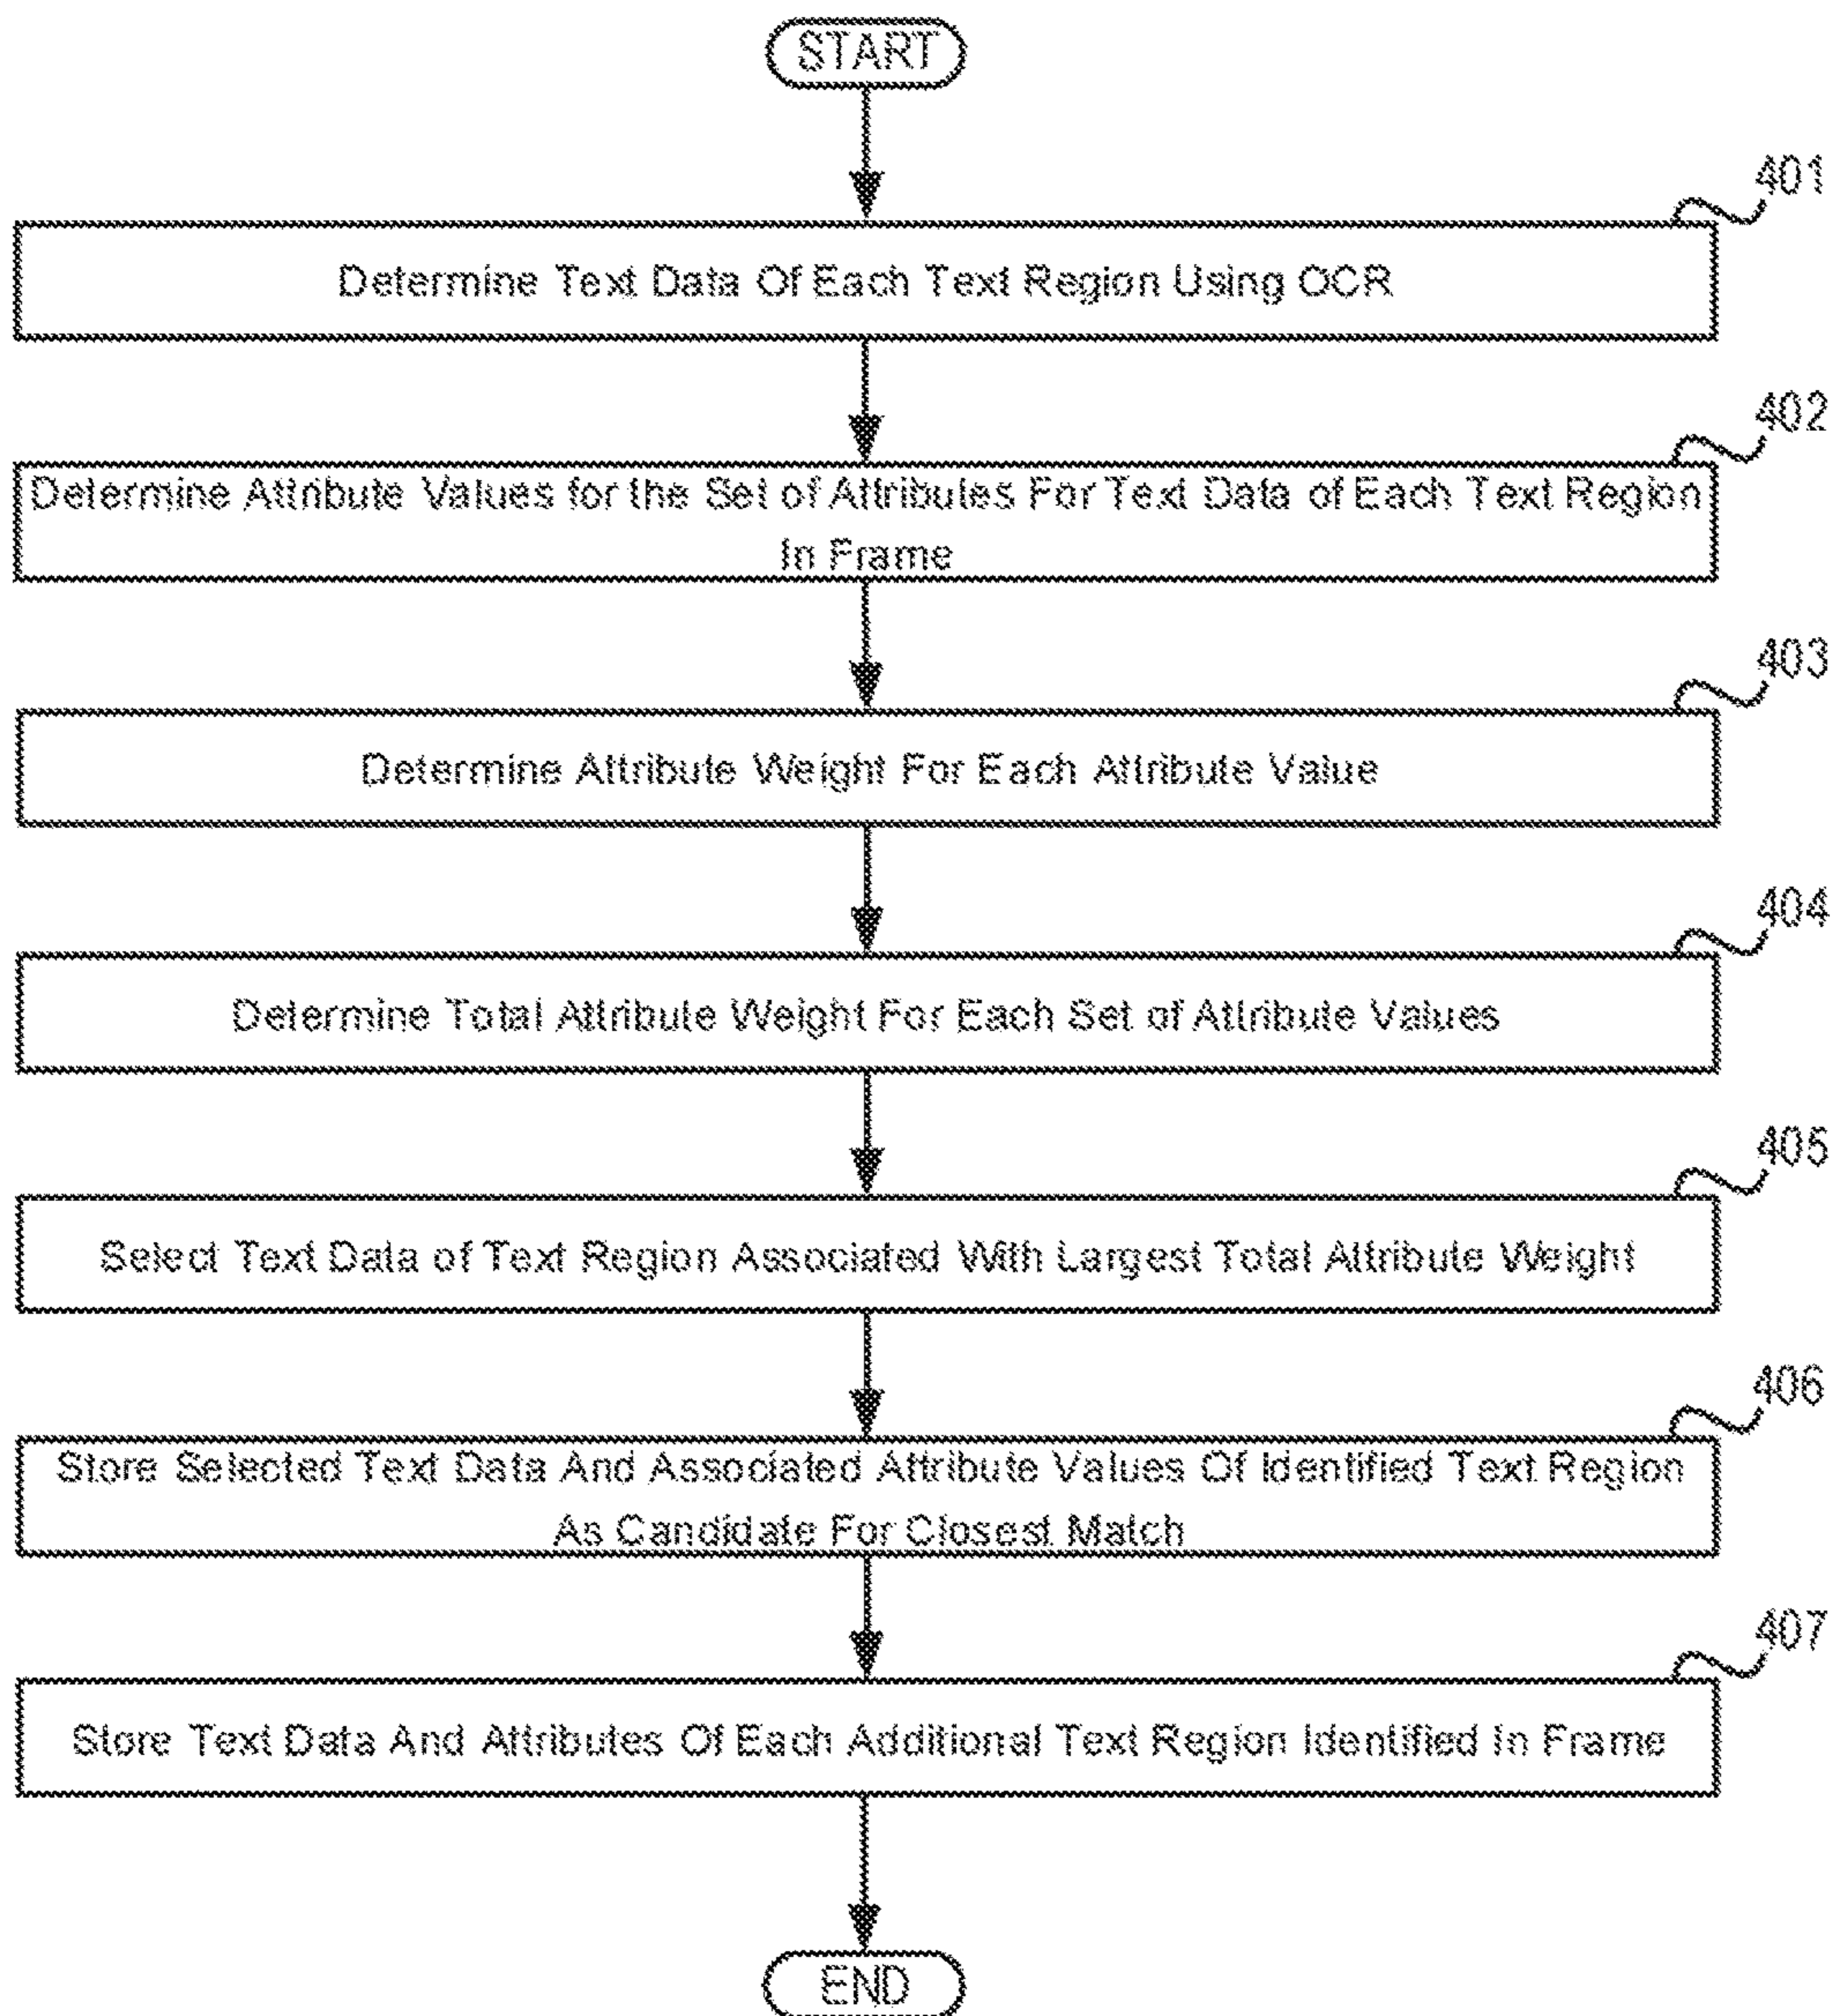 START
401
Determine Text Data Of Each Text Region Using OCR
402
Determine Attribute Values for the Set of Attributes For Text Data of Each Text Region
In Frame
403
Determine Attribute Weight For Each Attribute Value
404
Determine Total Attribute Weight For Each Set of Attribute Values
405
Select Text Data of Text Region Associated With Largest Total Attribute Weight
406
Store Selected Text Data And Associated Attribute Values Of Identified Text Region
As Candidate For Closest Match
407
Store Text Data And Attributes Of Each Additional Text Region Identified In Frame
END